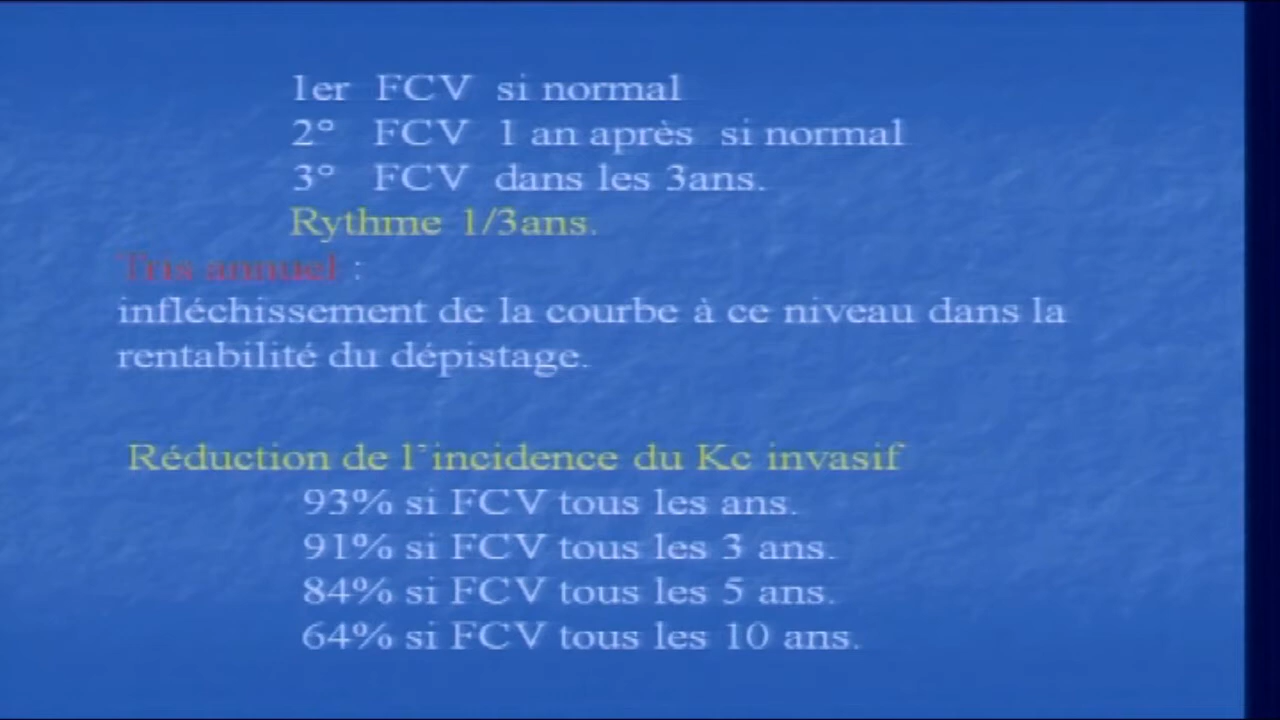 1er FCV si normal
2° FCV 1 an après si normal
3° FCV dans les 3ans.
Rythme 1/3ans.
Tris annuel :
infléchissement de la courbe à ce niveau dans la
rentabilité du dépistage.
Réduction de l'incidence du Kc invasif
93% si FCV tous les ans.
91% si FCV tous les 3 ans.
84% si FCV tous les 5 ans.
64% si FCV tous les 10 ans.